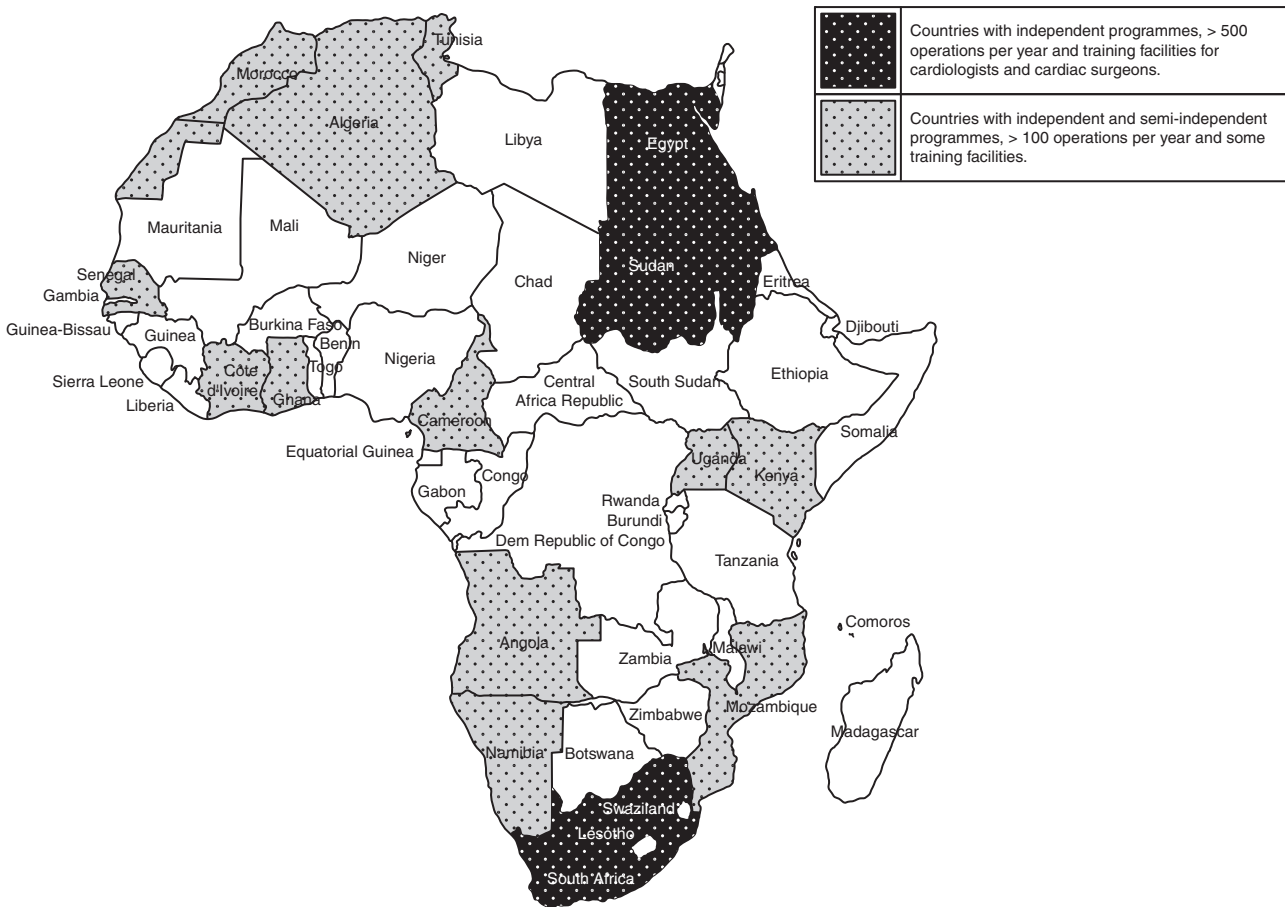 Countries with independent programmes, > 500
operations per year and training facilities for
cardiologists and cardiac surgeons.
Countries with independent and semi-independent
programmes, > 100 operations per year and some
training facilities.
Tunisia
Morocco
Algeria
Libya
Egypt
Mauritania
Mali
Niger
Chad
Sudan
Eritrea
Senegal
Gambia
Guinea-Bissau
Guinea
Burkina Faso
Benin
Togo
Nigeria
Djibouti
Sierra Leone
Liberia
Côte
d'Ivoire
Ghana
Cameroon
Central
Africa Republic
South Sudan
Ethiopia
Somalia
Equatorial Guinea
Gabon
Congo
Uganda
Kenya
Rwanda
Burundi
Dem Republic of Congo
Tanzania
Comoros
Angola
Zambia
Malawi
Mozambique
Zimbabwe
Madagascar
Namibia
Botswana
Swaziland
Lesotho
South Africa